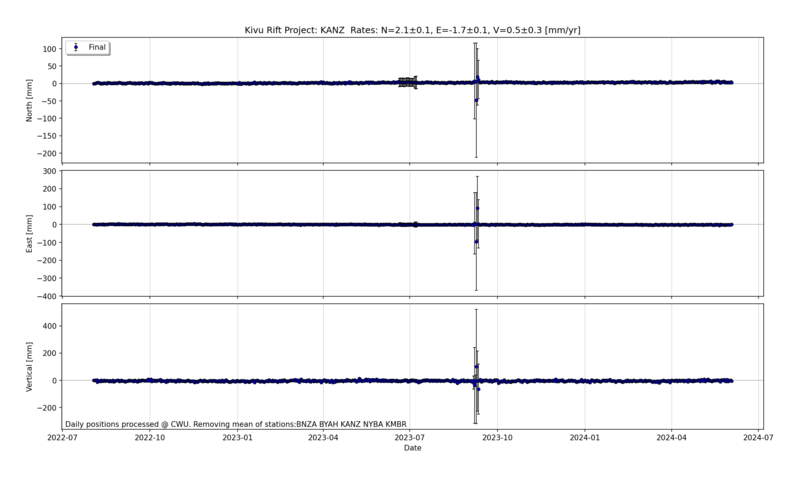 Kivu Rift Project: KANZ Rates: N=2.1±0.1, E=-1.7±0.1, V=0.5±0.3 [mm/yr]
Final
North [mm]
100
50
0
−50
−100
−150
−200
East [mm]
300
200
100
0
−100
−200
−300
−400
Vertical [mm]
400
200
0
−200
Daily positions processed @ CWU. Removing mean of stations:BNZA BYAH KANZ NYBA KMBR
2022-07 2022-10 2023-01 2023-04 2023-07 2023-10 2024-01 2024-04 2024-07
Date